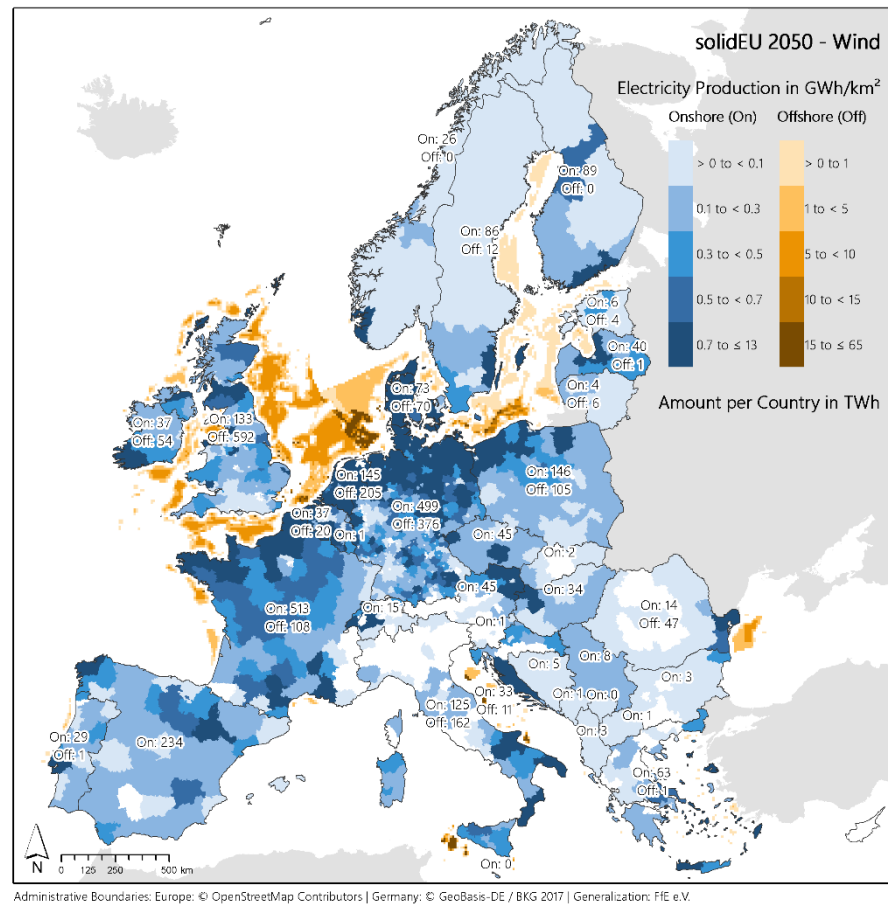 solidEU 2050 - Wind
Electricity Production in GWh/km²
Onshore (On) Offshore (Off)
> 0 to < 0.1 > 0 to 1
0.1 to < 0.3 1 to < 5
0.3 to < 0.5 5 to < 10
0.5 to < 0.7 10 to < 15
0.7 to ≤ 13 15 to ≤ 65
Amount per Country in TWh
On: 26
Off: 0
On: 89
Off: 0
On: 86
Off: 12
On: 6
Off: 4
On: 40
Off: 1
On: 4
Off: 6
On: 73
Off: 70
On: 37
Off: 54
On: 133
Off: 592
On: 145
Off: 205
On: 146
Off: 105
On: 499
Off: 376
On: 37
Off: 20
On: 1
On: 45
On: 2
On: 45
On: 34
On: 513
Off: 108
On: 15
On: 1
On: 14
Off: 47
On: 8
On: 5
On: 3
On: 1
On: 0
On: 33
Off: 11
On: 125
Off: 162
On: 1
On: 3
On: 29
Off: 1
On: 234
On: 63
Off: 1
On: 0
N
0 125 250 500 km
Administrative Boundaries: Europe: © OpenStreetMap Contributors | Germany: © GeoBasis-DE / BKG 2017 | Generalization: FfE e.V.